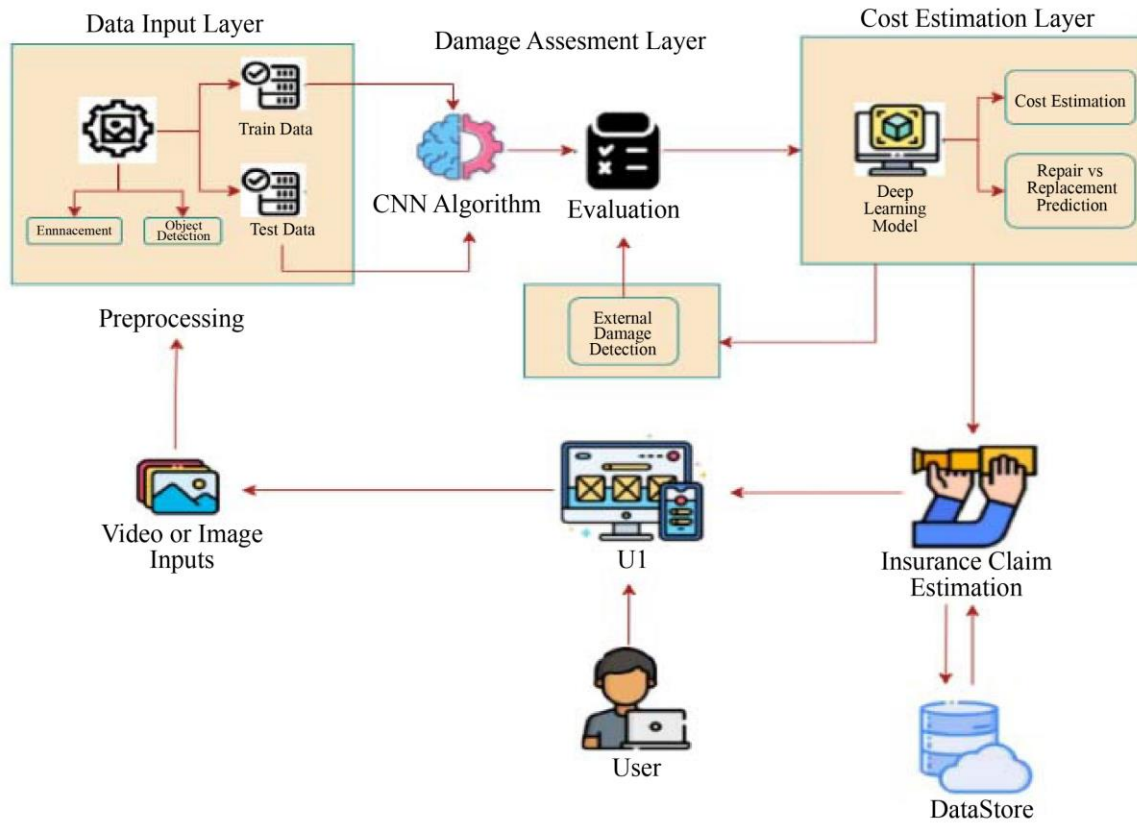 Data Input Layer
Damage Assesment Layer
Cost Estimation Layer
Train Data
Test Data
Ennnacement
Object
Detection
CNN Algorithm
Evaluation
Deep
Learning
Model
Cost Estimation
Repair vs
Replacement
Prediction
Preprocessing
External
Damage
Detection
Video or Image
Inputs
U1
Insurance Claim
Estimation
User
DataStore